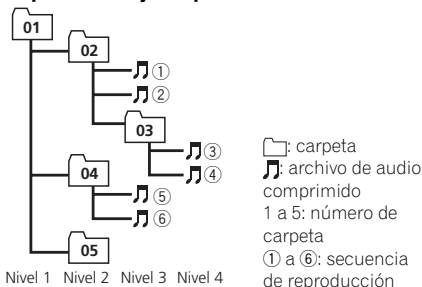 01
02
①
②
03
③
④
04
⑤
⑥
05
Nivel 1 Nivel 2 Nivel 3 Nivel 4
: carpeta
: archivo de audio
comprimido
1 a 5: número de
carpeta
① a ⑥: secuencia
de reproducción